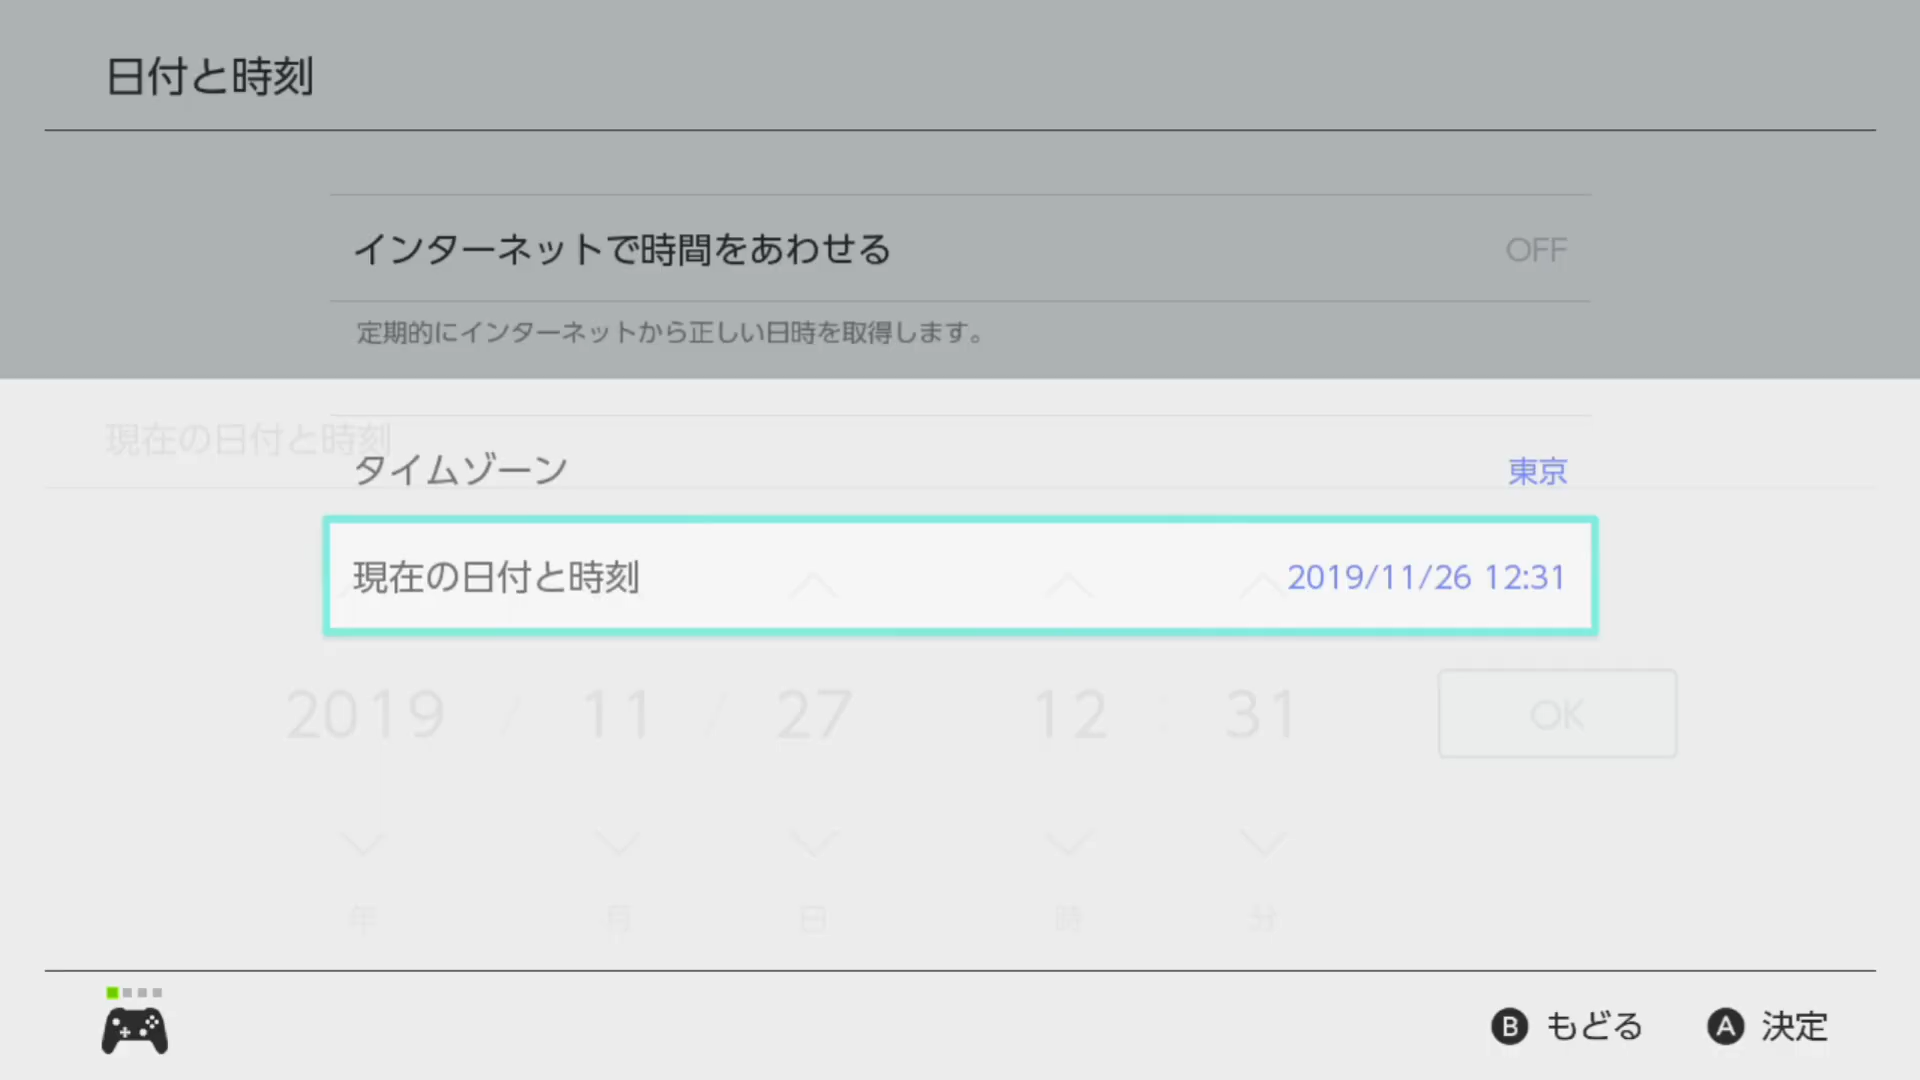 日付と時刻
インターネットで時間をあわせる OFF
定期的にインターネットから正しい日時を取得します。
現在の日付と時刻
タイムゾーン 東京
現在の日付と時刻 2019/11/26 12:31
2019 / 11 / 27 12 : 31 OK
年 月 日 時 分
B もどる A 決定